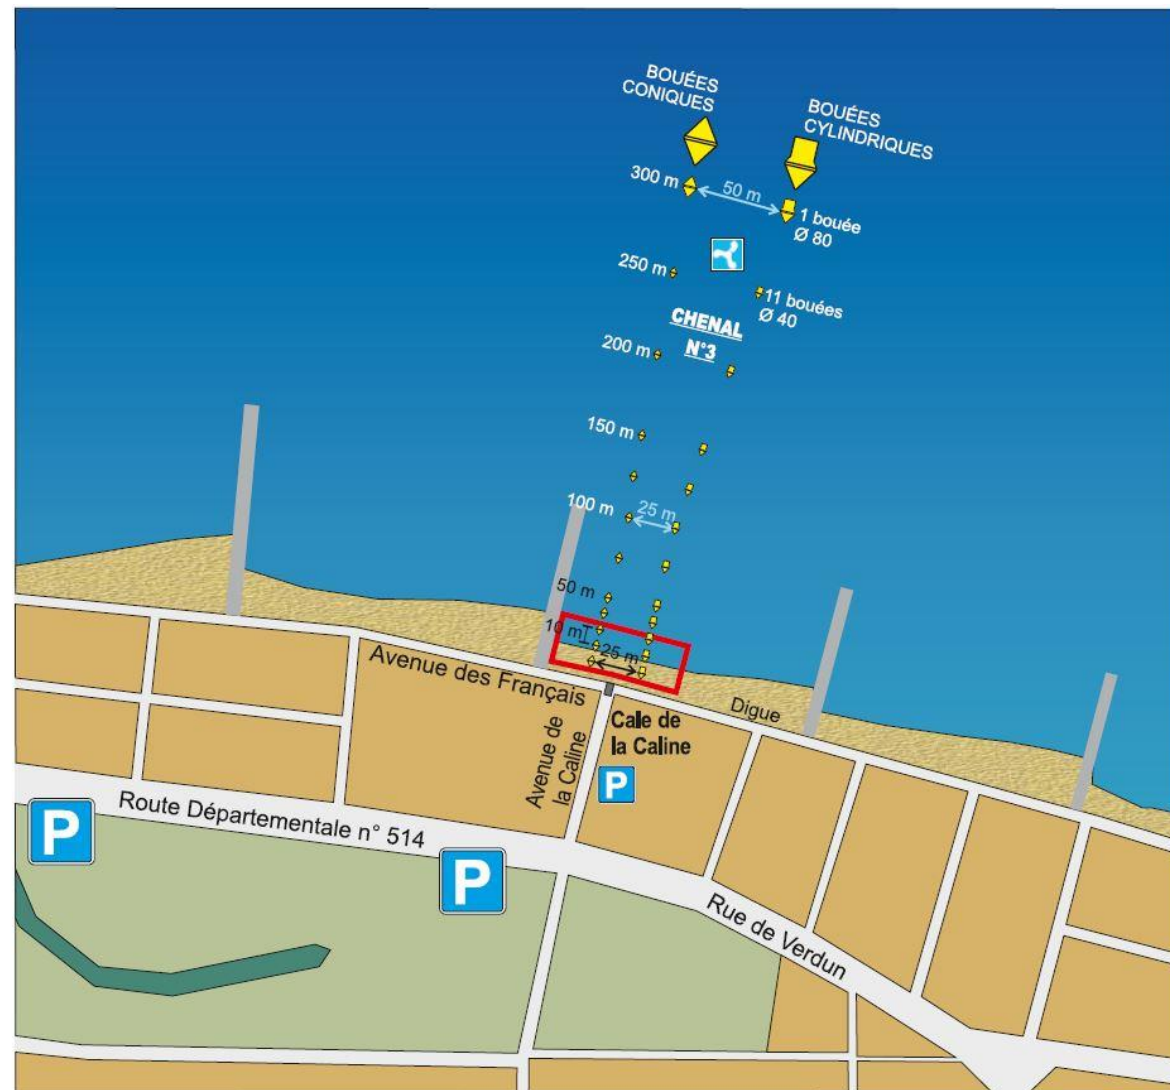 BOUÉES
CONIQUES
BOUÉES
CYLINDRIQUES
300 m
50 m
1 bouée
Ø 80
250 m
11 bouées
Ø 40
CHENAL
N°3
200 m
150 m
100 m
25 m
50 m
10 m
25 m
Avenue des Français
Digue
Avenue de
la Caline
Cale de
la Caline
P
Route Départementale n° 514
P
P
Rue de Verdun